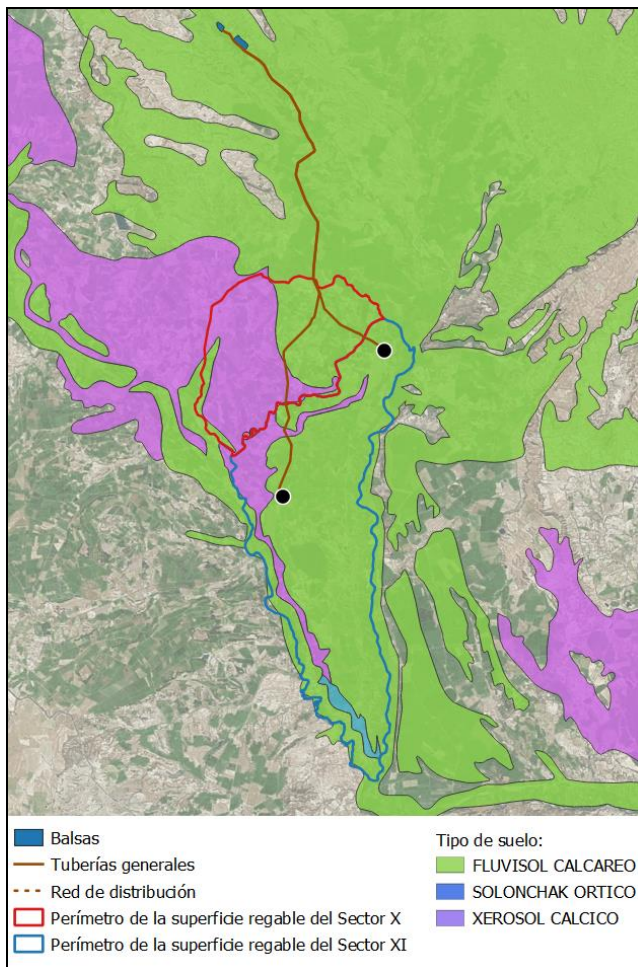 Balsas
Tuberías generales
Red de distribución
Perímetro de la superficie regable del Sector X
Perímetro de la superficie regable del Sector XI
Tipo de suelo:
FLUVISOL CALCAREO
SOLONCHAK ORTICO
XEROSOL CALCICO